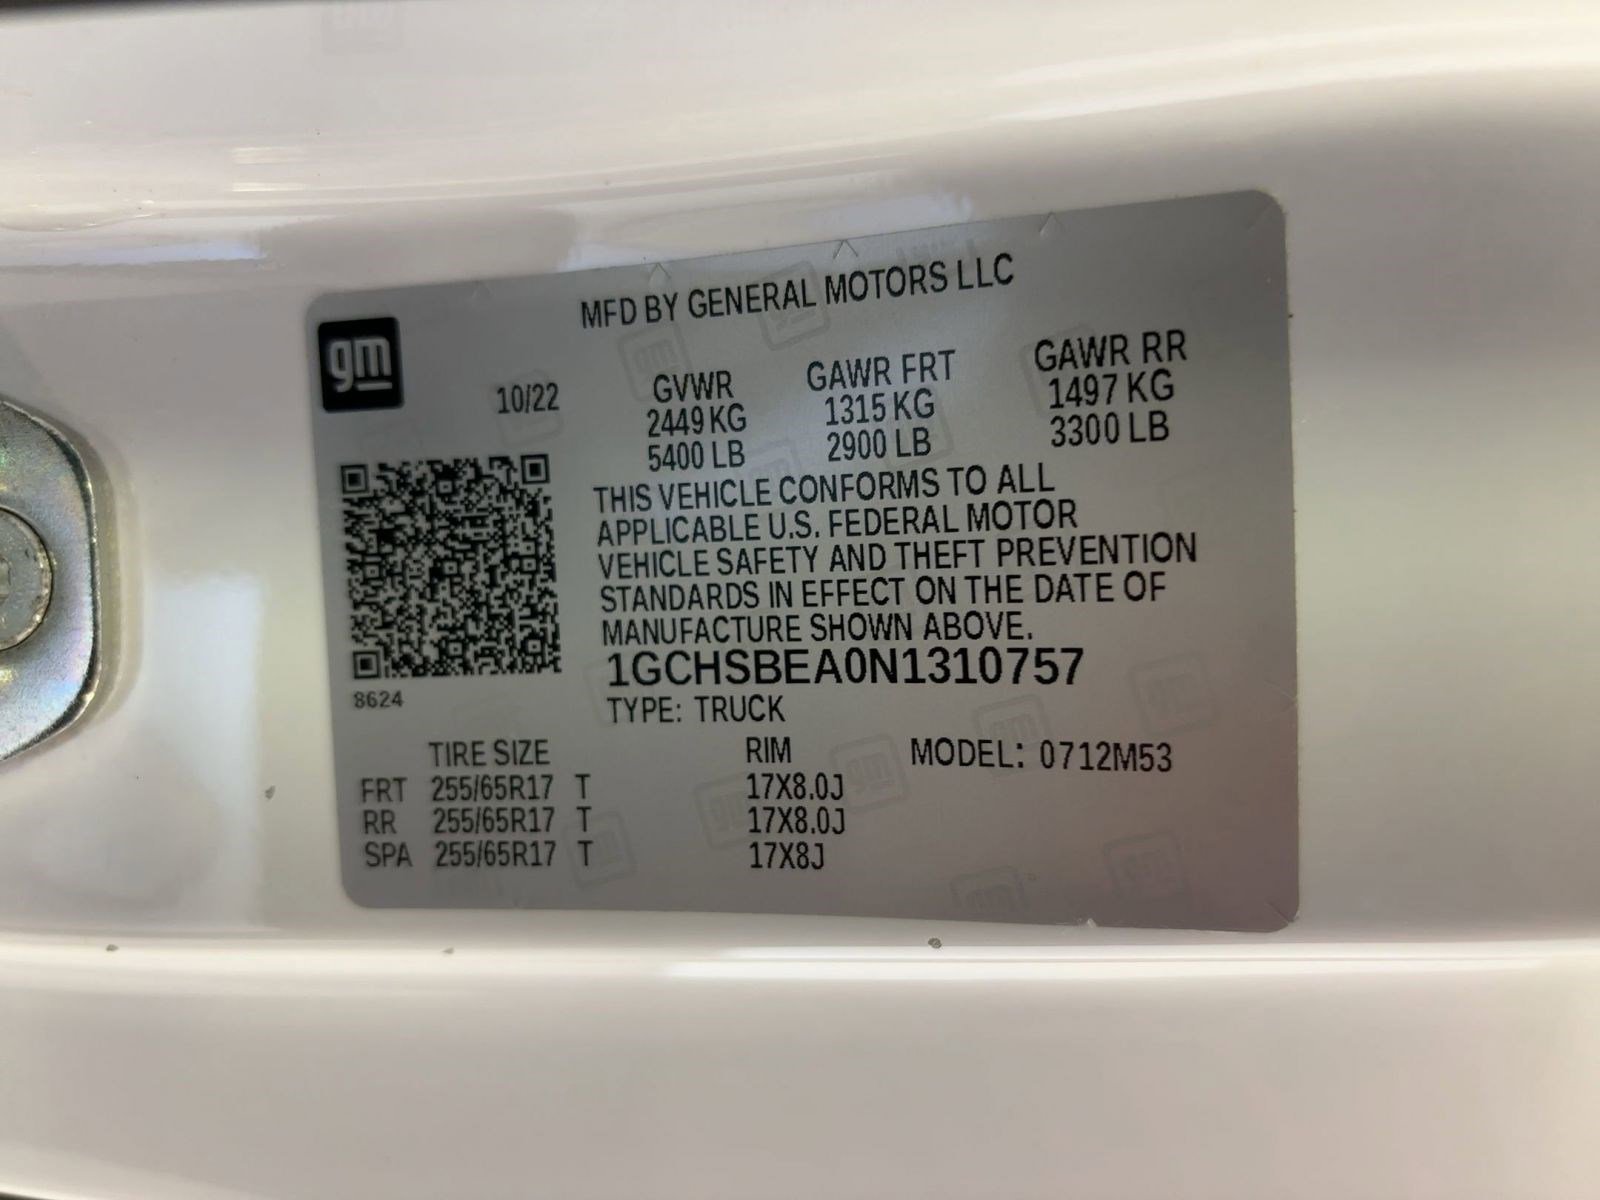 MFD BY GENERAL MOTORS LLC
gm
10/22
GVWR GAWR FRT GAWR RR
2449 KG 1315 KG 1497 KG
5400 LB 2900 LB 3300 LB
THIS VEHICLE CONFORMS TO ALL
APPLICABLE U.S. FEDERAL MOTOR
VEHICLE SAFETY AND THEFT PREVENTION
STANDARDS IN EFFECT ON THE DATE OF
MANUFACTURE SHOWN ABOVE.
1GCHSBEA0N1310757
8624
TYPE: TRUCK
TIRE SIZE RIM MODEL: 0712M53
FRT 255/65R17 T 17X8.0J
RR 255/65R17 T 17X8.0J
SPA 255/65R17 T 17X8J